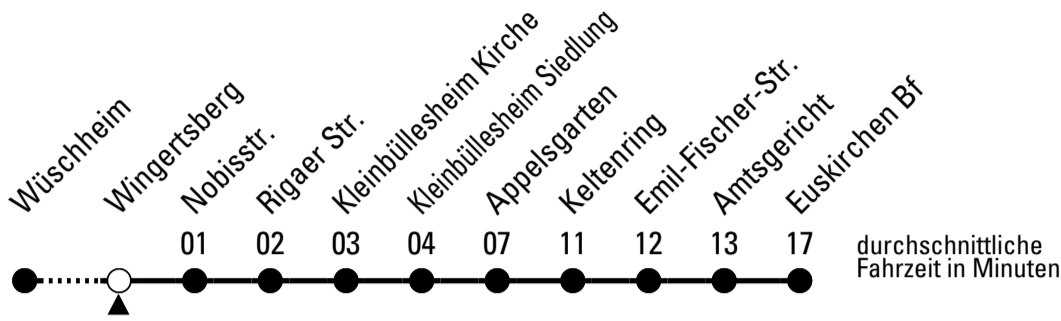 Wüschheim
Wingertsberg
Nobisstr.
Rigaer Str.
Kleinbüllesheim Kirche
Kleinbüllesheim Siedlung
Appelsgarten
Keltenring
Emil-Fischer-Str.
Amtsgericht
Euskirchen Bf
01 02 03 04 07 11 12 13 17
durchschnittliche
Fahrzeit in Minuten